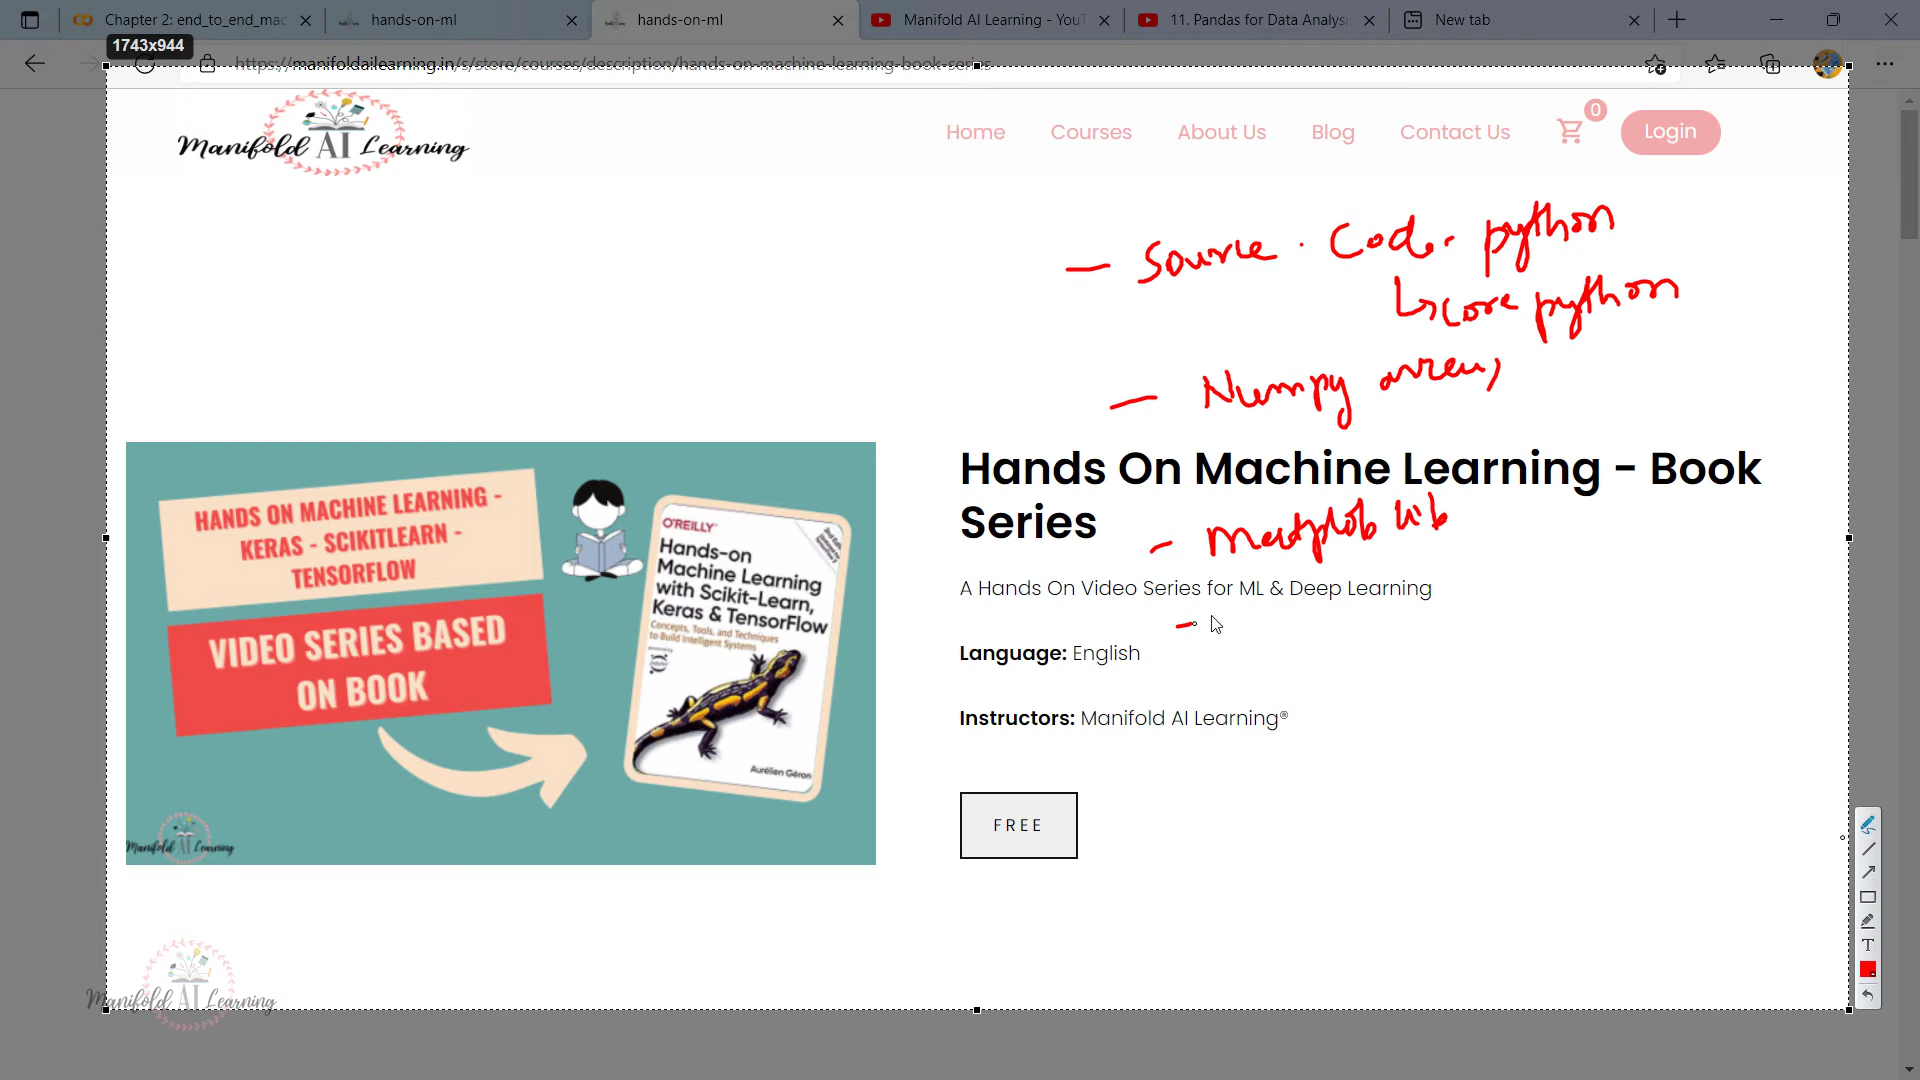 Chapter 2: end_to_end_mac
hands-on-ml
hands-on-ml
Manifold AI Learning - YouT
11. Pandas for Data Analysis
New tab
1743x944
https://manifoldailearning.in/s/store/courses/description/hands-on-machine-learning-book-series
Manifold AI Learning
Home
Courses
About Us
Blog
Contact Us
0
Login
— Source . Code. python
core python
— Numpy array,
Hands On Machine Learning - Book
Series
- Matplob lib
A Hands On Video Series for ML & Deep Learning
-
Language: English
Instructors: Manifold AI Learning®
FREE
HANDS ON MACHINE LEARNING -
KERAS - SCIKITLEARN -
TENSORFLOW
VIDEO SERIES BASED
ON BOOK
O'REILLY
Hands-on
Machine Learning
with Scikit-Learn,
Keras & TensorFlow
Concepts, Tools, and Techniques
to Build Intelligent Systems
Aurélien Géron
Manifold AI Learning
Manifold AI Learning
T